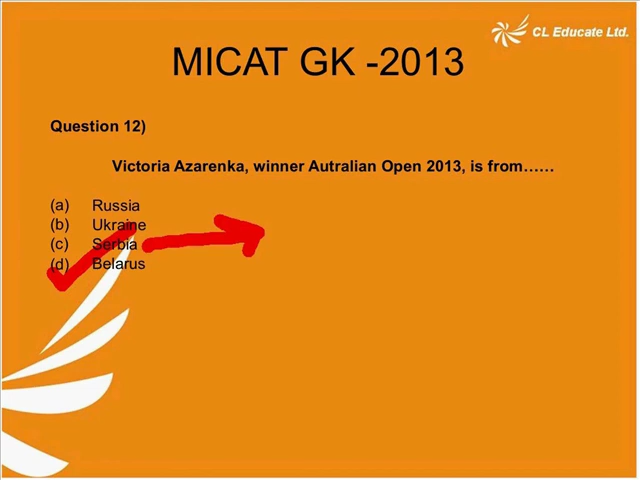 CL Educate Ltd.
MICAT GK -2013
Question 12)
Victoria Azarenka, winner Autralian Open 2013, is from……
(a) Russia
(b) Ukraine
(c) Serbia
(d) Belarus